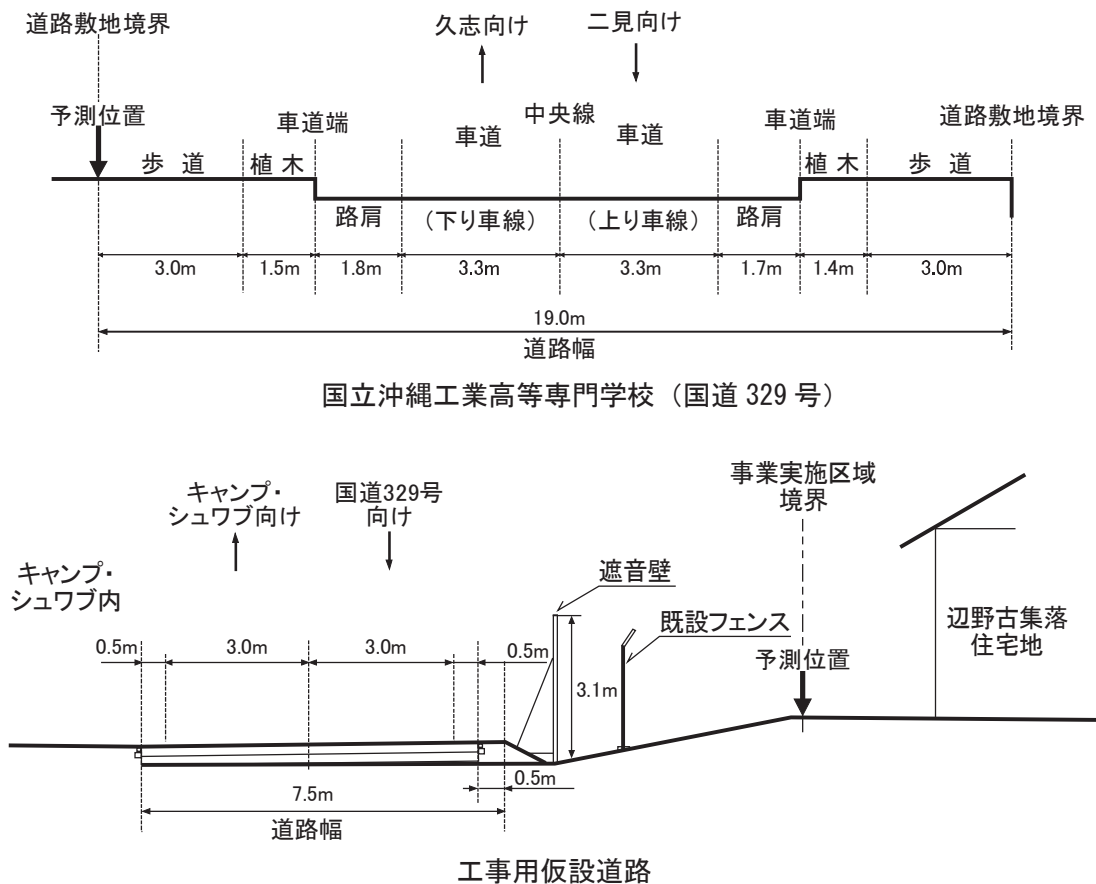 久志向け
二見向け
道路敷地境界
予測位置
車道端
車道
中央線
車道
車道端
道路敷地境界
歩 道
植 木
植 木
歩 道
路肩
(下り車線)
(上り車線)
路肩
3.0m
1.5m
1.8m
3.3m
3.3m
1.7m
1.4m
3.0m
19.0m
道路幅
国立沖縄工業高等専門学校（国道 329 号）
キャンプ・
シュワブ向け
国道329号
向け
事業実施区域
境界
キャンプ・
シュワブ内
遮音壁
既設フェンス
辺野古集落
住宅地
予測位置
0.5m
3.0m
3.0m
0.5m
3.1m
0.5m
7.5m
道路幅
工事用仮設道路